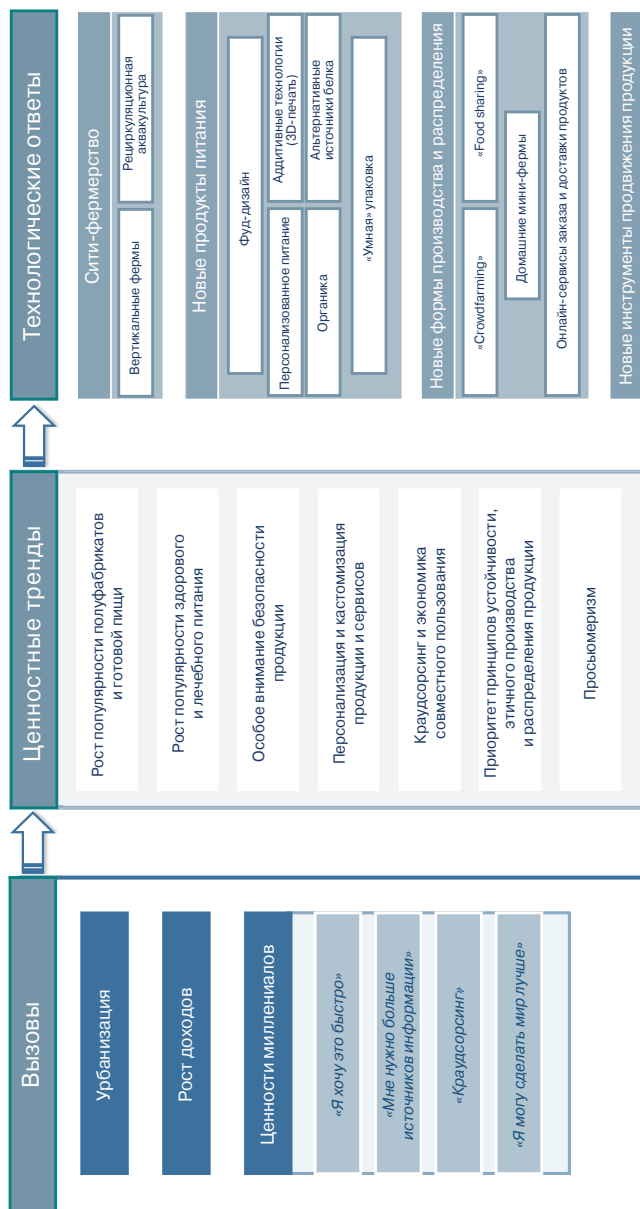 Вызовы
Урбанизация
Рост доходов
Ценности миллениалов
«Я хочу это быстро»
«Мне нужно больше
источников информации»
«Краудсорсинг»
«Я могу сделать мир лучше»
Ценностные тренды
Рост популярности полуфабрикатов
и готовой пищи
Рост популярности здорового
и лечебного питания
Особое внимание безопасности
продукции
Персонализация и кастомизация
продукции и сервисов
Краудсорсинг и экономика
совместного пользования
Приоритет принципов устойчивости,
этичного производства
и распределения продукции
Просьюмеризм
Технологические ответы
Сити-фермерство
Вертикальные фермы
Рециркуляционная
аквакультура
Новые продукты питания
Фуд-дизайн
Персонализованное питание
Аддитивные технологии
(3D-печать)
Органика
Альтернативные
источники белка
«Умная» упаковка
Новые формы производства и распределения
«Crowdfarming»
«Food sharing»
Домашние мини-фермы
Онлайн-сервисы заказа и доставки продуктов
Новые инструменты продвижения продукции